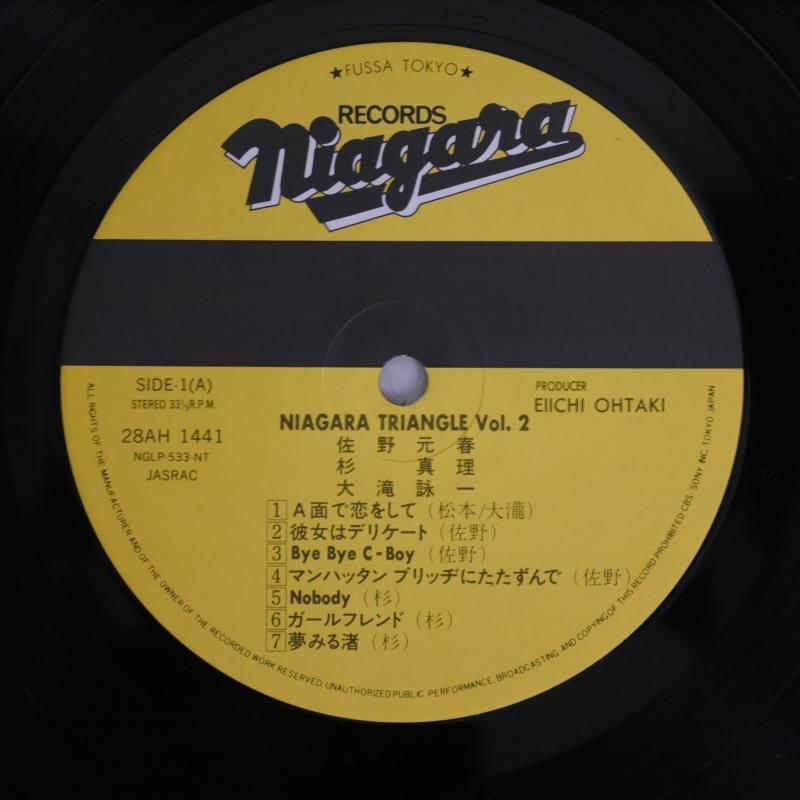 ★FUSSA TOKYO★
RECORDS
Niagara
SIDE-1(A)
STEREO 33⅓R.P.M.
28AH 1441
NGLP-533-NT
JASRAC
PRODUCER
EIICHI OHTAKI
NIAGARA TRIANGLE Vol. 2
佐野元春
杉真理
大滝詠一
1 A面で恋をして（松本/大瀧）
2 彼女はデリケート（佐野）
3 Bye Bye C-Boy（佐野）
4 マンハッタン ブリッヂにたたずんで（佐野）
5 Nobody（杉）
6 ガールフレンド（杉）
7 夢みる渚（杉）
ALL RIGHTS OF THE MANUFACTURER AND OF THE OWNER OF THE RECORDED WORK RESERVED. UNAUTHORIZED PUBLIC PERFORMANCE, BROADCASTING AND COPYING OF THIS RECORD PROHIBITED CBS/SONY INC. TOKYO JAPAN